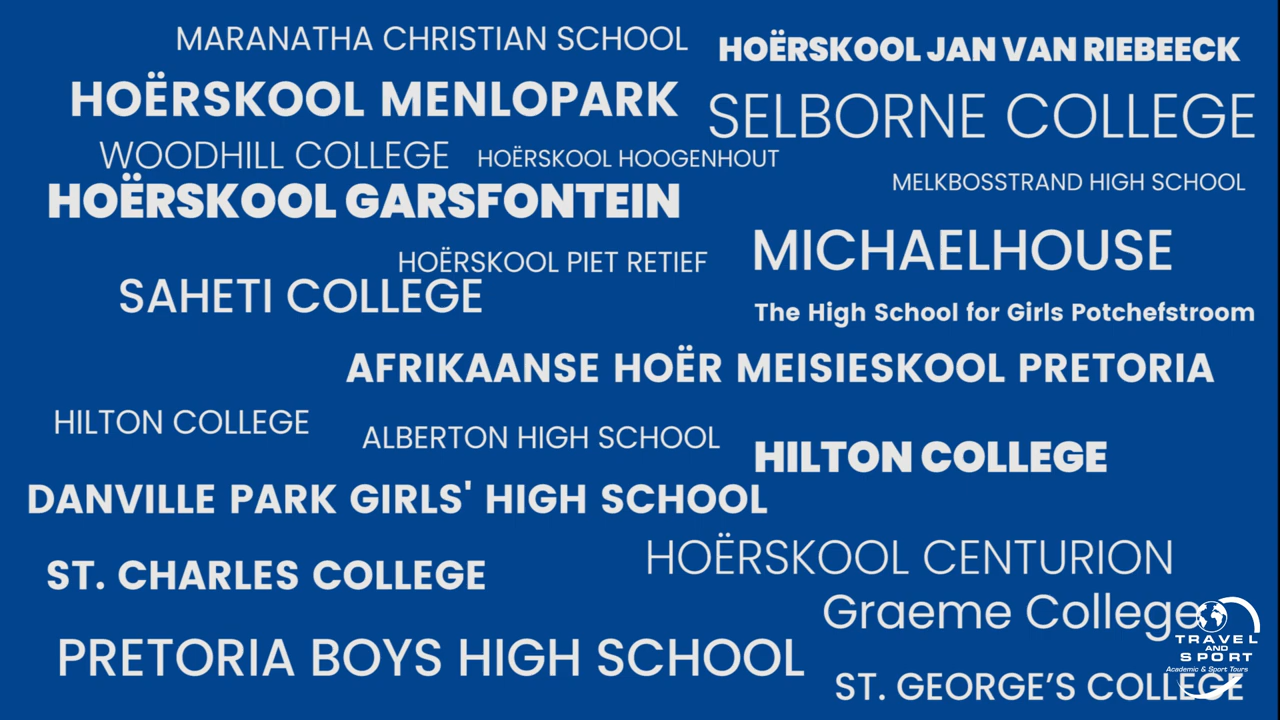 MARANATHA CHRISTIAN SCHOOL
HOËRSKOOL JAN VAN RIEBEECK
HOËRSKOOL MENLOPARK
SELBORNE COLLEGE
WOODHILL COLLEGE
HOËRSKOOL HOOGENHOUT
MELKBOSSTRAND HIGH SCHOOL
HOËRSKOOL GARSFONTEIN
MICHAELHOUSE
HOËRSKOOL PIET RETIEF
SAHETI COLLEGE
The High School for Girls Potchefstroom
AFRIKAANSE HOËR MEISIESKOOL PRETORIA
HILTON COLLEGE
ALBERTON HIGH SCHOOL
HILTON COLLEGE
DANVILLE PARK GIRLS' HIGH SCHOOL
HOËRSKOOL CENTURION
ST. CHARLES COLLEGE
Graeme College
PRETORIA BOYS HIGH SCHOOL
ST. GEORGE’S COLLEGE
TRAVEL
AND
SPORT
Academic & Sport Tours